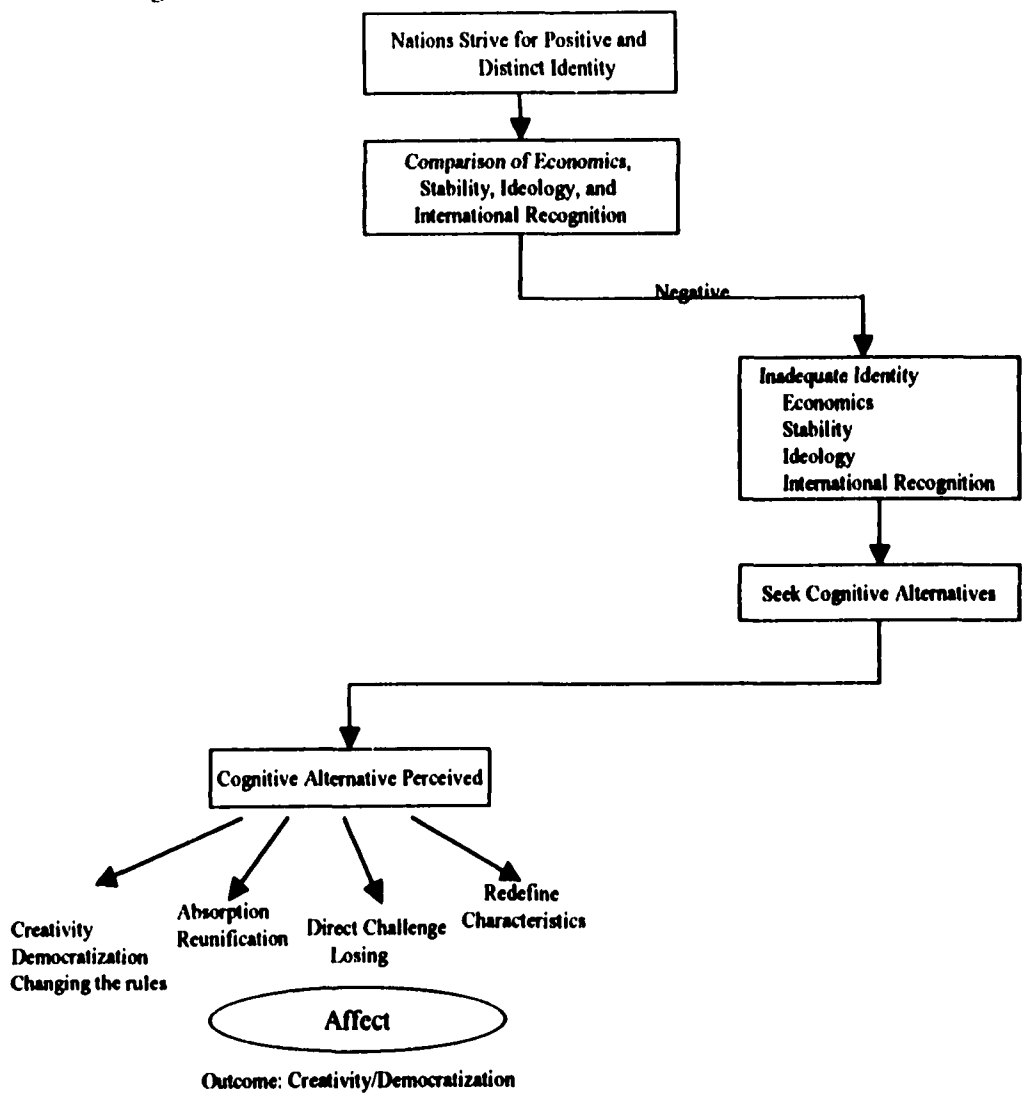 Nations Strive for Positive and
Distinct Identity
Comparison of Economics,
Stability, Ideology, and
International Recognition
Negative
Inadequate Identity
Economics
Stability
Ideology
International Recognition
Seek Cognitive Alternatives
Cognitive Alternative Perceived
Creativity
Democratization
Changing the rules
Absorption
Reunification
Direct Challenge
Losing
Redefine
Characteristics
Affect
Outcome: Creativity/Democratization